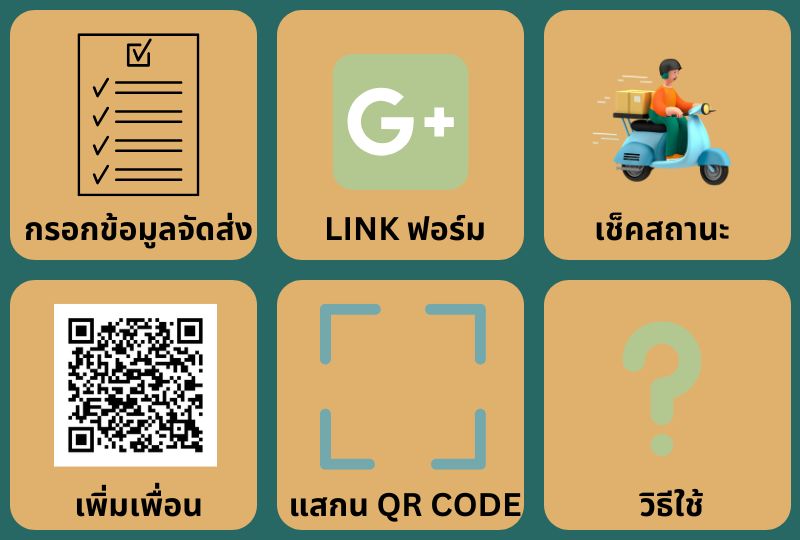 กรอกข้อมูลจัดส่ง
G+
LINK ฟอร์ม
เช็คสถานะ
เพิ่มเพื่อน
แสกน QR CODE
?
วิธีใช้